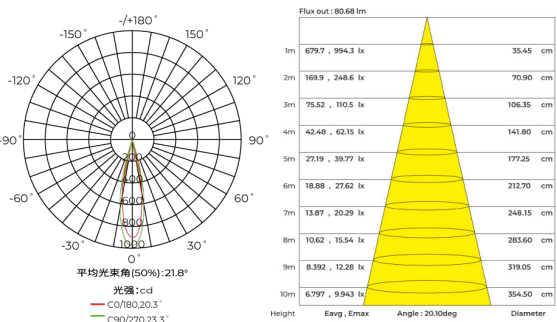 -/+180°
-150°
150°
-120°
120°
-90°
90°
-60°
60°
-30°
30°
0°
0
200
400
600
800
1000
平均光束角(50%):21.8°
光强:cd
C0/180,20.3°
C90/270,23.3°
Flux out : 80.68 lm
1m 679.7 , 994.3 lx 35.45 cm
2m 169.9 , 248.6 lx 70.90 cm
3m 75.52 , 110.5 lx 106.35 cm
4m 42.48 , 62.15 lx 141.80 cm
5m 27.19 , 39.77 lx 177.25 cm
6m 18.88 , 27.62 lx 212.70 cm
7m 13.87 , 20.29 lx 248.15 cm
8m 10.62 , 15.54 lx 283.60 cm
9m 8.392 , 12.28 lx 319.05 cm
10m 6.797 , 9.943 lx 354.50 cm
Height Eavg , Emax Angle : 20.10deg Diameter